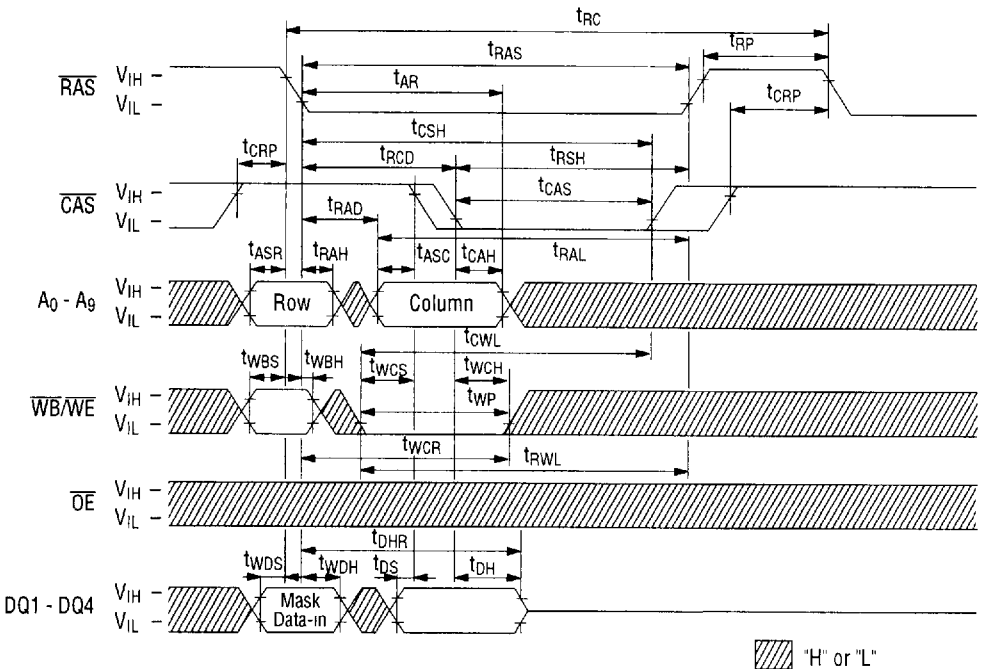 tRC
tRAS
tRP
RAS
VIH
VIL
tAR
tCRP
tCSH
tCRP
tRCD
tRSH
CAS
VIH
VIL
tCAS
tRAD
tASR
tRAH
tASC
tCAH
tRAL
A0 - A9
VIH
VIL
Row
Column
tCWL
tWBS
tWBH
tWCS
tWCH
WB/WE
VIH
VIL
tWP
tWCR
tRWL
OE
VIH
VIL
tDHR
tWDS
tWDH
tDS
tDH
DQ1 - DQ4
VIH
VIL
Mask
Data-in
"H" or "L"